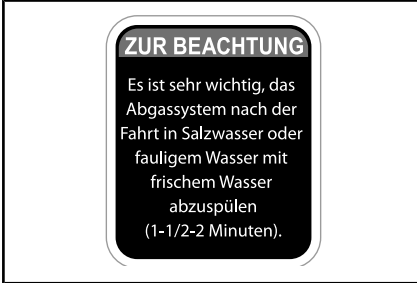 ZUR BEACHTUNG
Es ist sehr wichtig, das
Abgassystem nach der
Fahrt in Salzwasser oder
fauligem Wasser mit
frischem Wasser
abzuspülen
(1-1/2-2 Minuten).